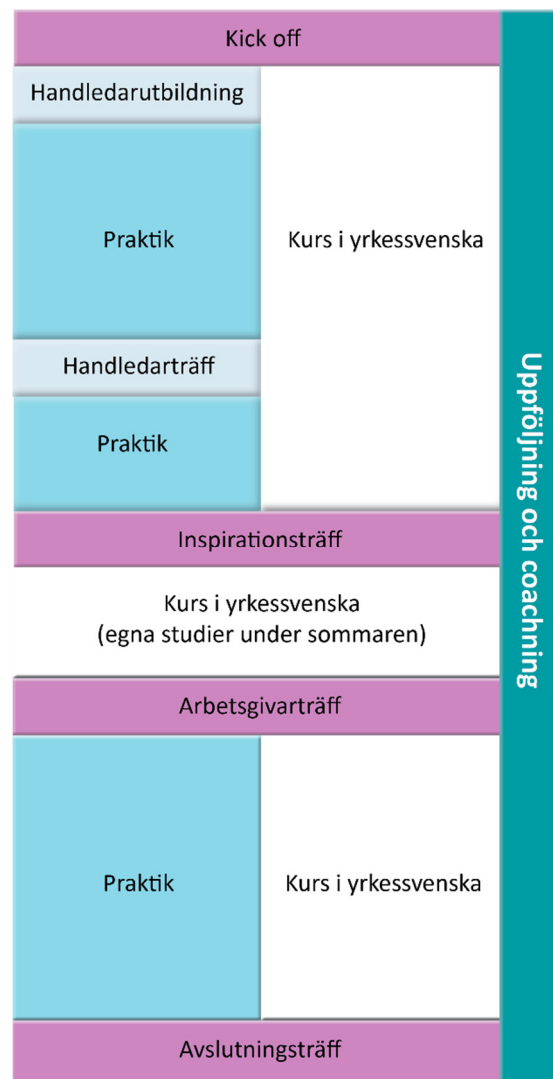 Kick off
Handledarutbildning
Praktik
Kurs i yrkessvenska
Handledarträff
Praktik
Inspirationsträff
Kurs i yrkessvenska
(egna studier under sommaren)
Arbetsgivarträff
Praktik
Kurs i yrkessvenska
Avslutningsträff
Uppföljning och coachning